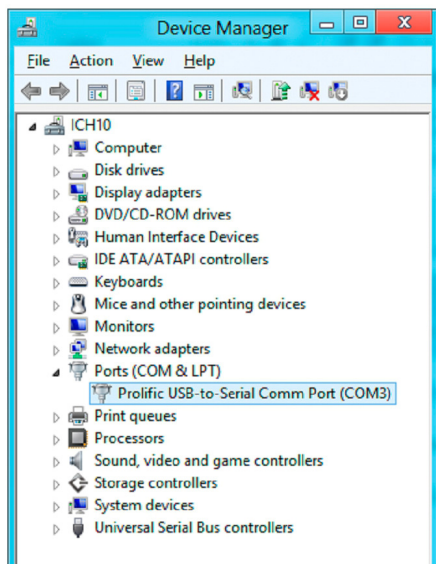 Device Manager
File Action View Help
ICH10
Computer
Disk drives
Display adapters
DVD/CD-ROM drives
Human Interface Devices
IDE ATA/ATAPI controllers
Keyboards
Mice and other pointing devices
Monitors
Network adapters
Ports (COM & LPT)
Prolific USB-to-Serial Comm Port (COM3)
Print queues
Processors
Sound, video and game controllers
Storage controllers
System devices
Universal Serial Bus controllers